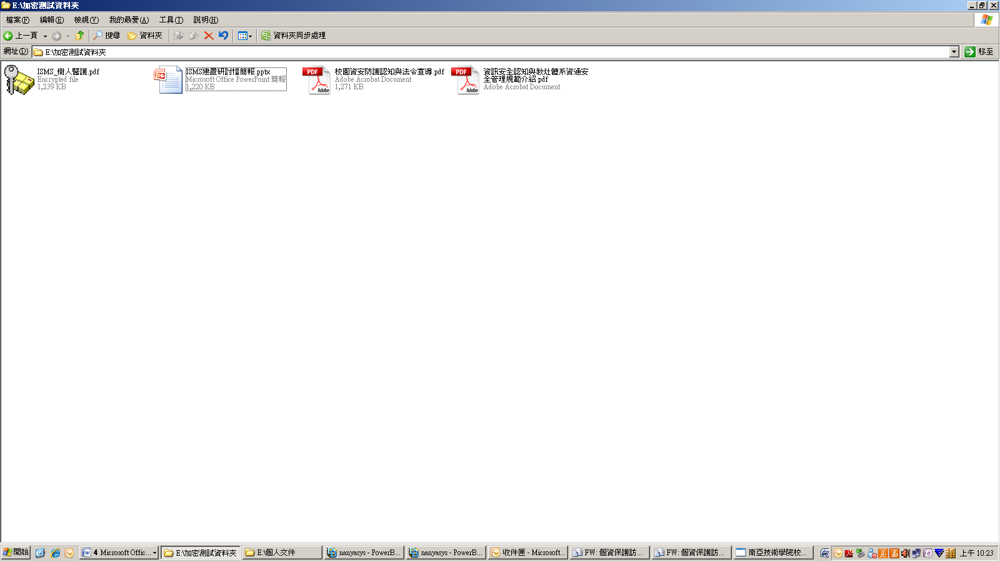 E:\加密測試資料夾
檔案(F) 編輯(E) 檢視(V) 我的最愛(A) 工具(T) 說明(H)
上一頁 搜尋 資料夾 資料夾同步處理
網址(D) E:\加密測試資料夾 移至
ISMS_樹人醫護.pdf
Encrypted file
1,239 KB
ISMS建置研討會簡報.pptx
Microsoft Office PowerPoint 簡報
1,220 KB
校園資安防護認知與法令宣導.pdf
Adobe Acrobat Document
1,271 KB
資訊安全認知與教育體系資通安
全管理規範介紹.pdf
Adobe Acrobat Document
開始 4 Microsoft Offic... E:\加密測試資料夾 E:\個人文件 nanyasys - PowerB... nanyasys - PowerB... 收件匣 - Microsoft... FW: 個資保護訪... FW: 個資保護訪... 南亞技術學院校... 上午 10:23